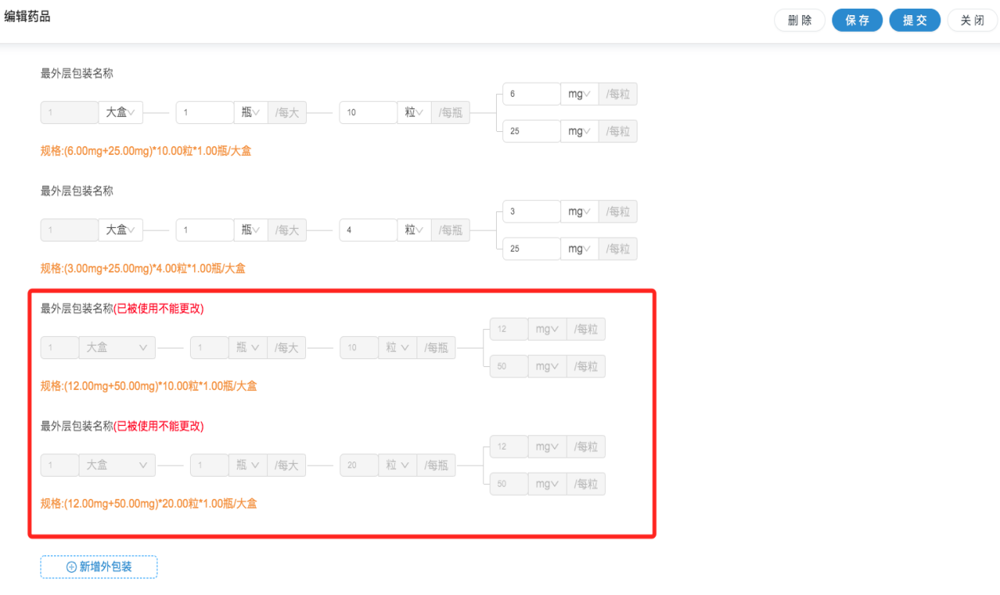 编辑药品
删 除 保 存 提 交 关 闭
最外层包装名称
6 mg /每粒
1 大盒 1 瓶 /每大 10 粒 /每瓶
25 mg /每粒
规格:(6.00mg+25.00mg)*10.00粒*1.00瓶/大盒
最外层包装名称
3 mg /每粒
1 大盒 1 瓶 /每大 4 粒 /每瓶
25 mg /每粒
规格:(3.00mg+25.00mg)*4.00粒*1.00瓶/大盒
最外层包装名称(已被使用不能更改)
12 mg /每粒
1 大盒 1 瓶 /每大 10 粒 /每瓶
50 mg /每粒
规格:(12.00mg+50.00mg)*10.00粒*1.00瓶/大盒
最外层包装名称(已被使用不能更改)
12 mg /每粒
1 大盒 1 瓶 /每大 20 粒 /每瓶
50 mg /每粒
规格:(12.00mg+50.00mg)*20.00粒*1.00瓶/大盒
新增外包装